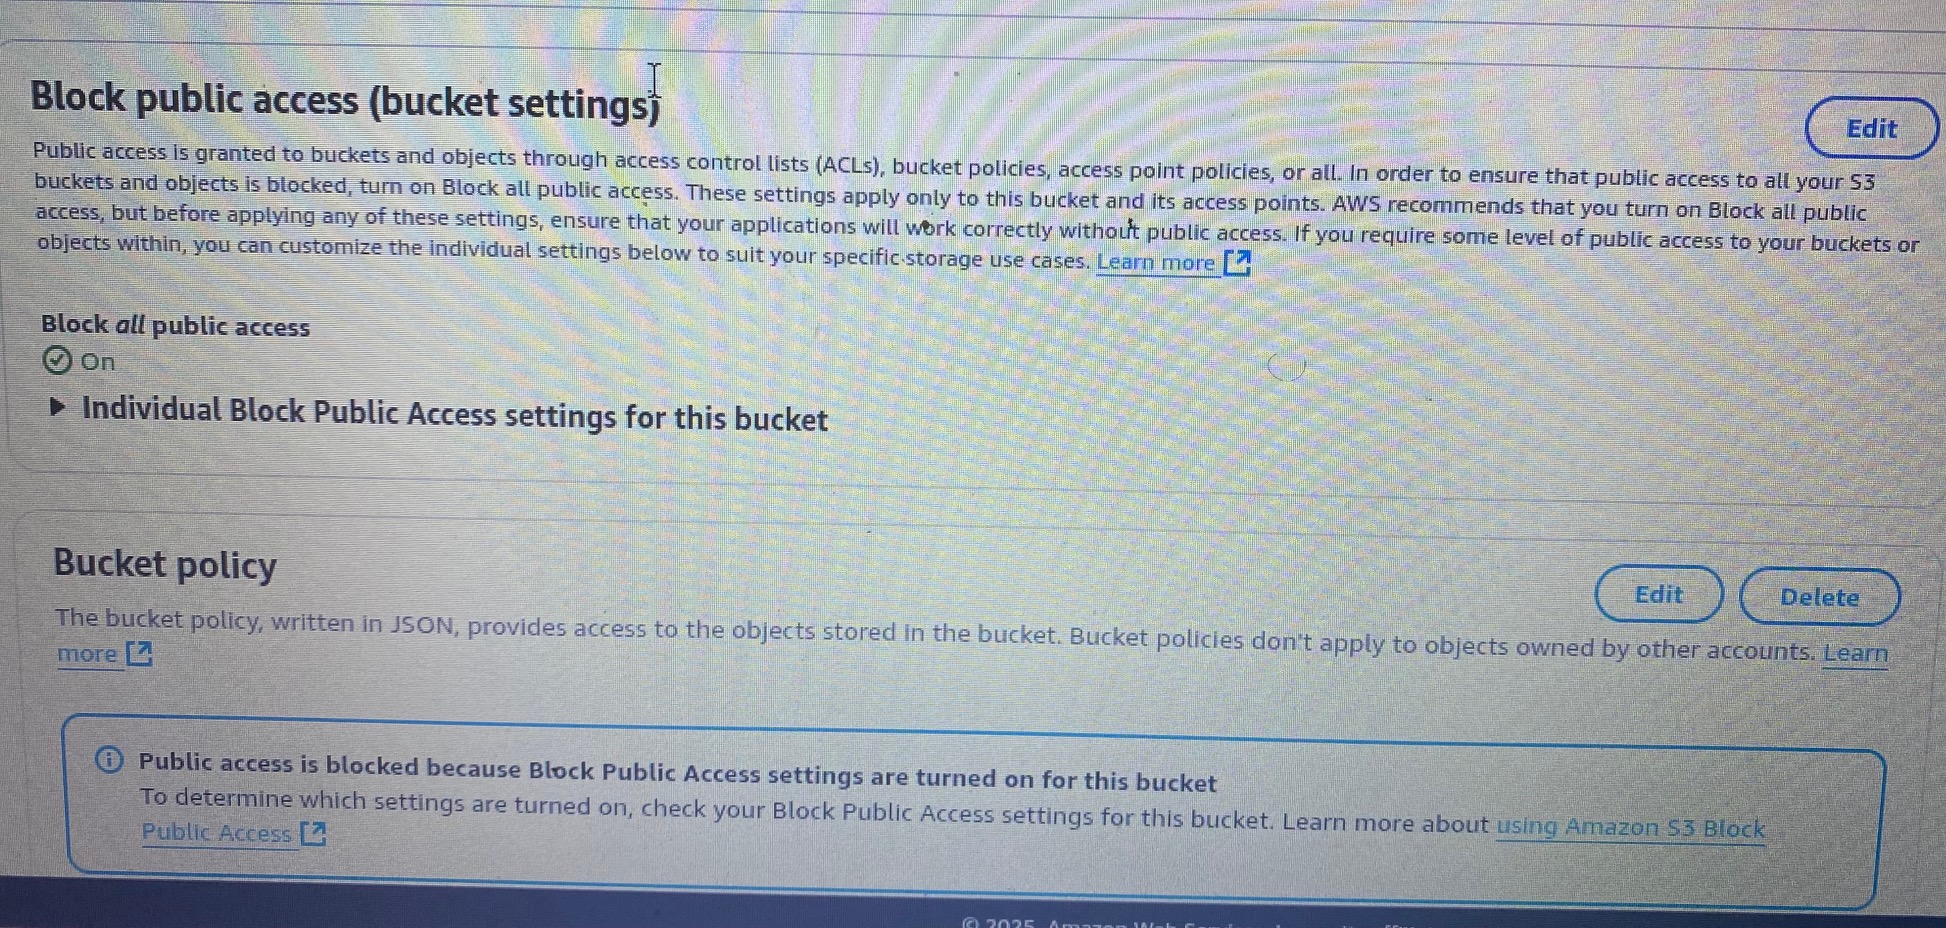 Block public access (bucket settings)
Edit
Public access is granted to buckets and objects through access control lists (ACLs), bucket policies, access point policies, or all. In order to ensure that public access to all your S3
buckets and objects is blocked, turn on Block all public access. These settings apply only to this bucket and its access points. AWS recommends that you turn on Block all public
access, but before applying any of these settings, ensure that your applications will work correctly without public access. If you require some level of public access to your buckets or
objects within, you can customize the individual settings below to suit your specific storage use cases. Learn more
Block all public access
On
Individual Block Public Access settings for this bucket
Bucket policy
Edit
Delete
The bucket policy, written in JSON, provides access to the objects stored in the bucket. Bucket policies don't apply to objects owned by other accounts. Learn
more
Public access is blocked because Block Public Access settings are turned on for this bucket
To determine which settings are turned on, check your Block Public Access settings for this bucket. Learn more about using Amazon S3 Block
Public Access
© 2025, Amazon Web